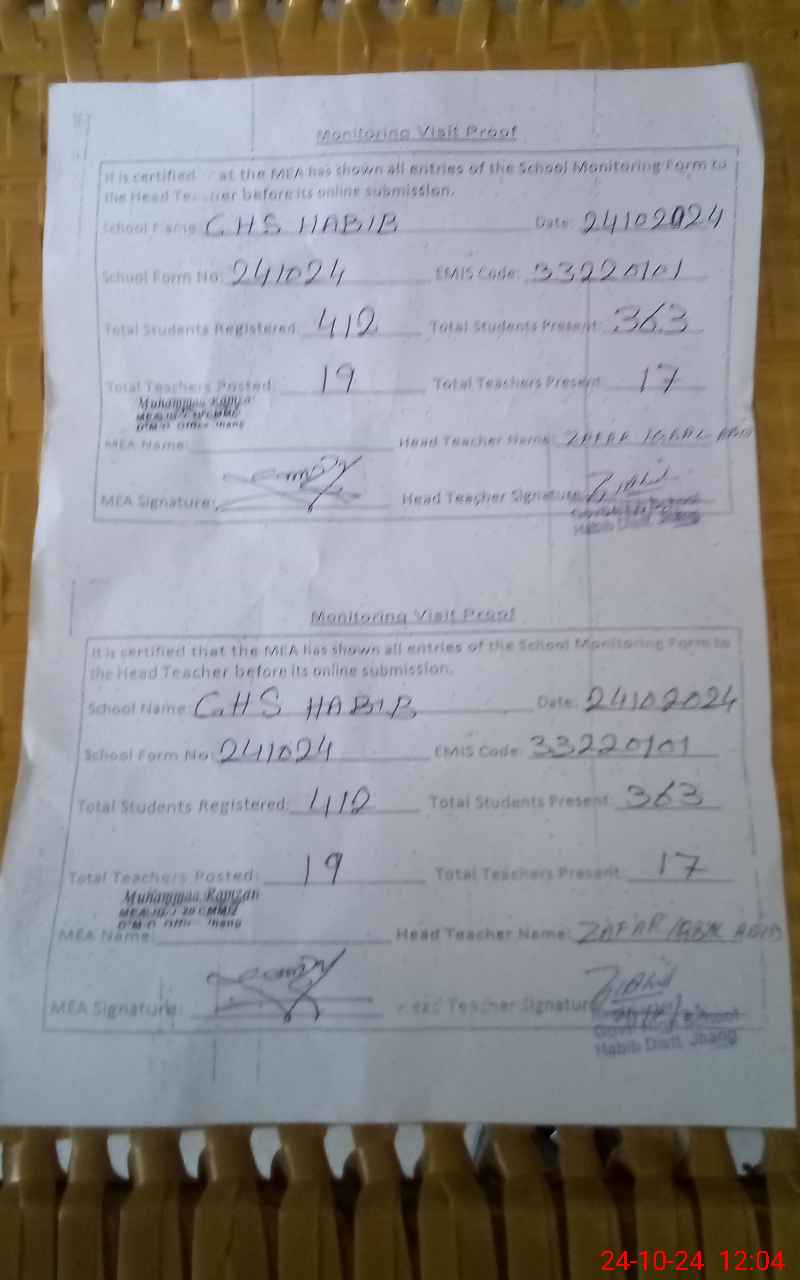 Monitoring Visit Proof
It is certified at the MEA has shown all entries of the School Monitoring Form to
the Head before its online submission.
School Name: GHS HABIB Date: 24102024
School Form No: 241024 EMIS Code: 33220101
Total Students Registered: 412 Total Students Present: 363
Total Teachers Posted: 19 Total Teachers Present: 17
MEA Name: Head Teacher Name: ZAFAR IQBAL
MEA Signature: Head Teacher Signature
Habib Distt. Jhang
Monitoring Visit Proof
It is certified that the MEA has shown all entries of the School Monitoring Form to
the Head Teacher before its online submission.
School Name: GHS HABIB Date: 24102024
School Form No: 241024 EMIS Code: 33220101
Total Students Registered: 412 Total Students Present: 363
Total Teachers Posted: 19 Total Teachers Present: 17
Muhammad Ramzan
MEA Name: Head Teacher Name: ZAFAR IQBAL
MEA Signature: Teacher Signature
School
Habib Distt. Jhang
24-10-24 12:04